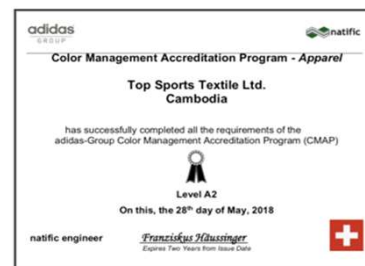 adidas
GROUP
natific
Color Management Accreditation Program - Apparel
Top Sports Textile Ltd.
Cambodia
has successfully completed all the requirements of the
adidas-Group Color Management Accreditation Program (CMAP)
Level A2
On this, the 28th day of May, 2018
natific engineer
Franziskus Häussinger
Expires Two Years from Issue Date